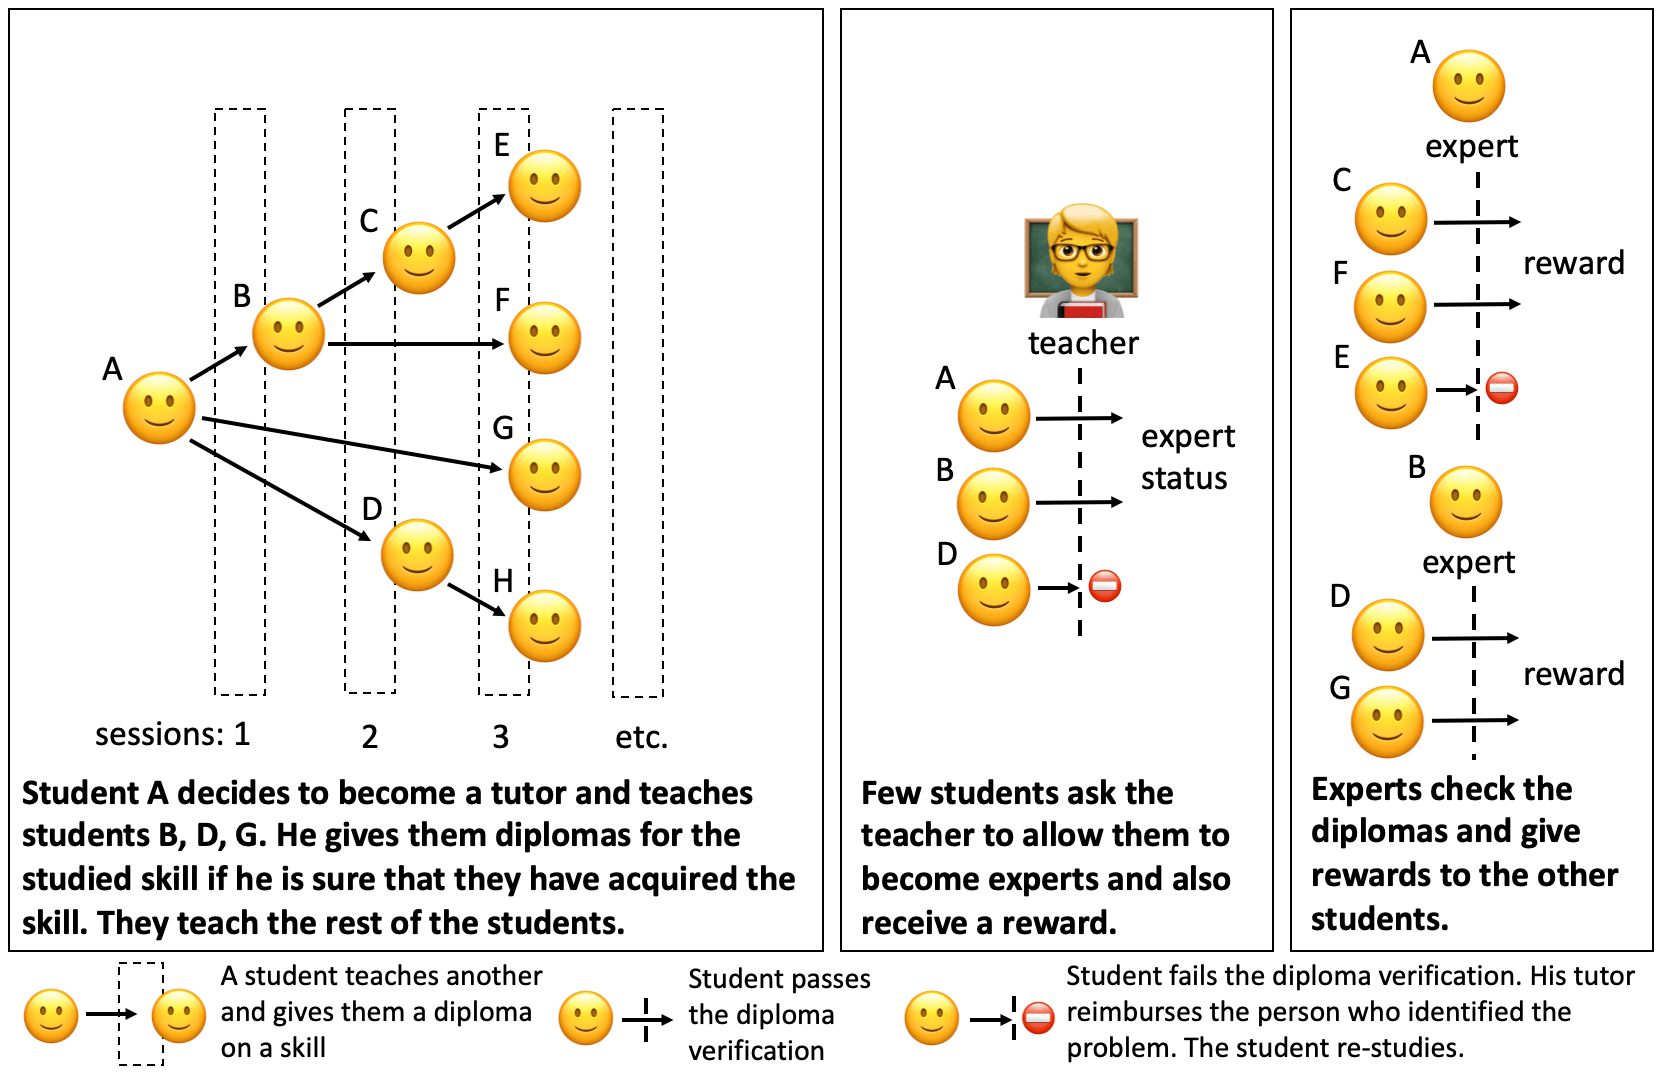 E
C
F
B
A
G
D
H
sessions: 1
2
3
etc.
Student A decides to become a tutor and teaches
students B, D, G. He gives them diplomas for the
studied skill if he is sure that they have acquired the
skill. They teach the rest of the students.
teacher
A
B
D
expert
status
Few students ask the
teacher to allow them to
become experts and also
receive a reward.
A
expert
C
F
E
reward
B
expert
D
G
reward
Experts check the
diplomas and give
rewards to the other
students.
A student teaches another
and gives them a diploma
on a skill
Student passes
the diploma
verification
Student fails the diploma verification. His tutor
reimburses the person who identified the
problem. The student re-studies.